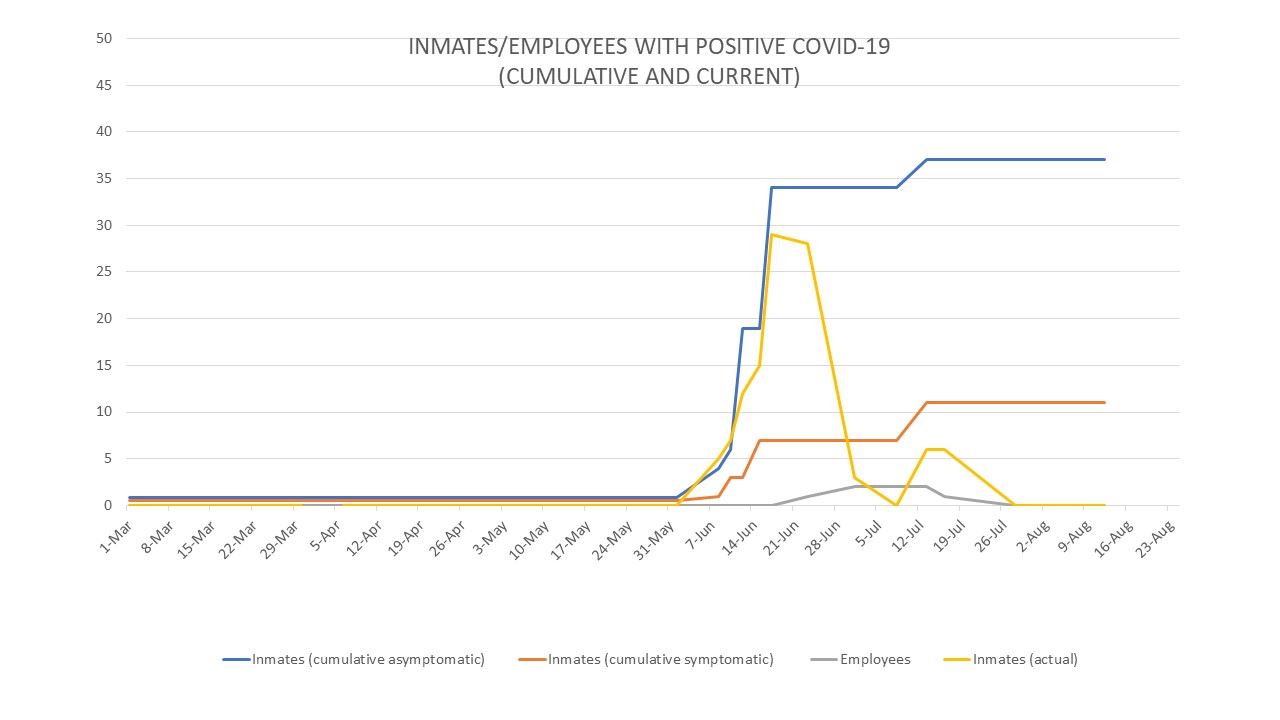 INMATES/EMPLOYEES WITH POSITIVE COVID-19
(CUMULATIVE AND CURRENT)
50
45
40
35
30
25
20
15
10
5
0
1-Mar
8-Mar
15-Mar
22-Mar
29-Mar
5-Apr
12-Apr
19-Apr
26-Apr
3-May
10-May
17-May
24-May
31-May
7-Jun
14-Jun
21-Jun
28-Jun
5-Jul
12-Jul
19-Jul
26-Jul
2-Aug
9-Aug
16-Aug
23-Aug
Inmates (cumulative asymptomatic)
Inmates (cumulative symptomatic)
Employees
Inmates (actual)